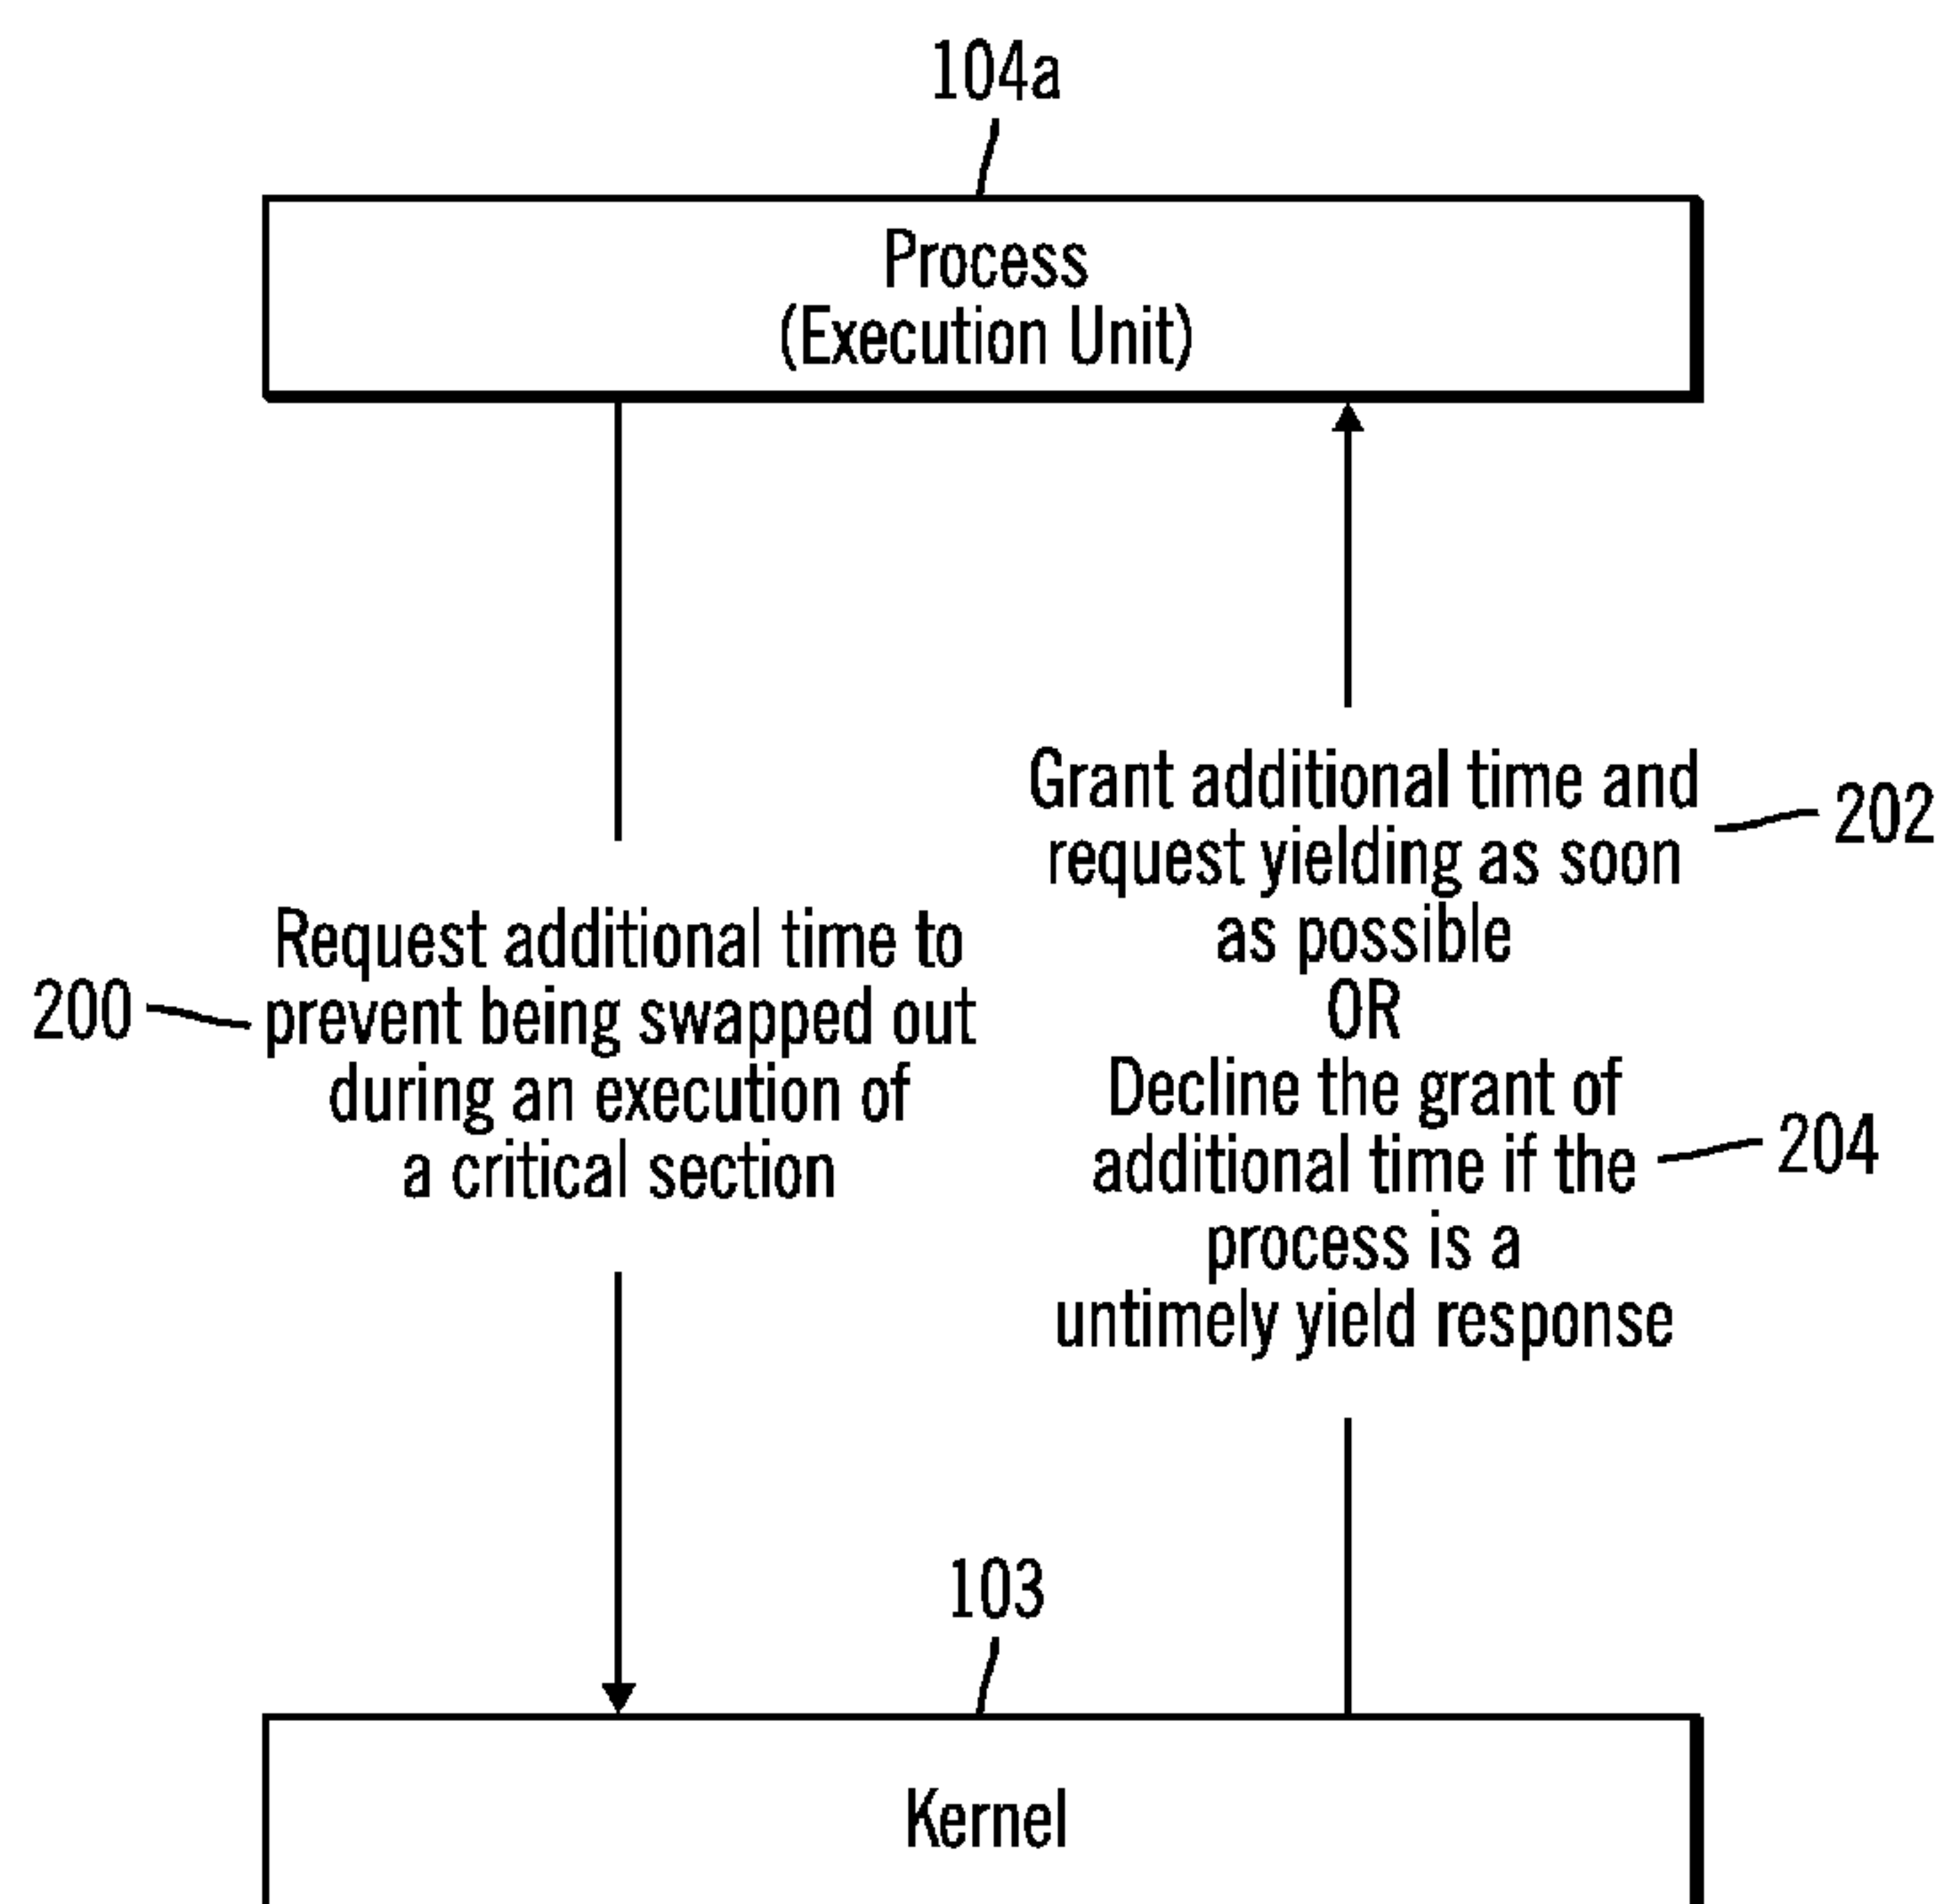 104a
Process
(Execution Unit)
Grant additional time and
request yielding as soon
as possible
OR
Decline the grant of
additional time if the
process is a
untimely yield response
202
204
Request additional time to
prevent being swapped out
during an execution of
a critical section
200
103
Kernel